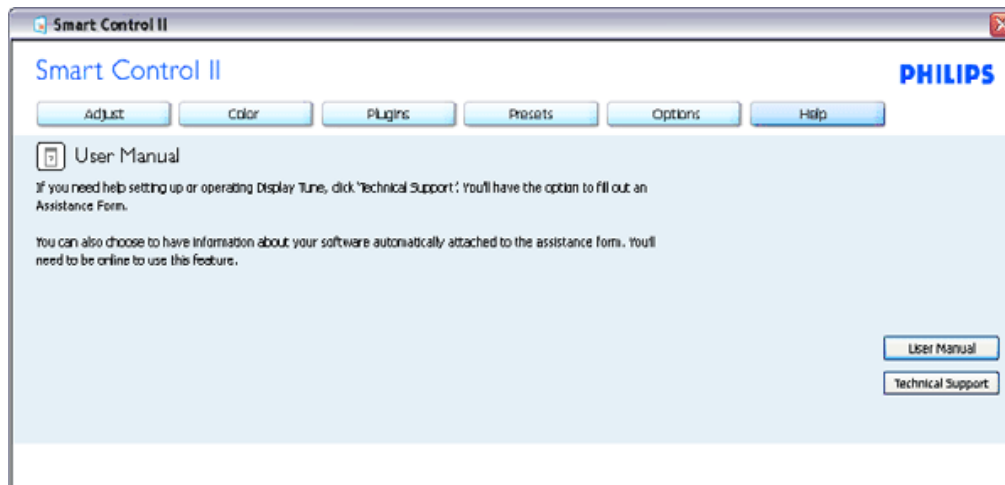 Smart Control II
Smart Control II
PHILIPS
Adjust Color Plugins Presets Options Help
User Manual
If you need help setting up or operating Display Tune, click 'Technical Support'. You'll have the option to fill out an
Assistance Form.
You can also choose to have information about your software automatically attached to the assistance form. You'll
need to be online to use this feature.
User Manual
Technical Support